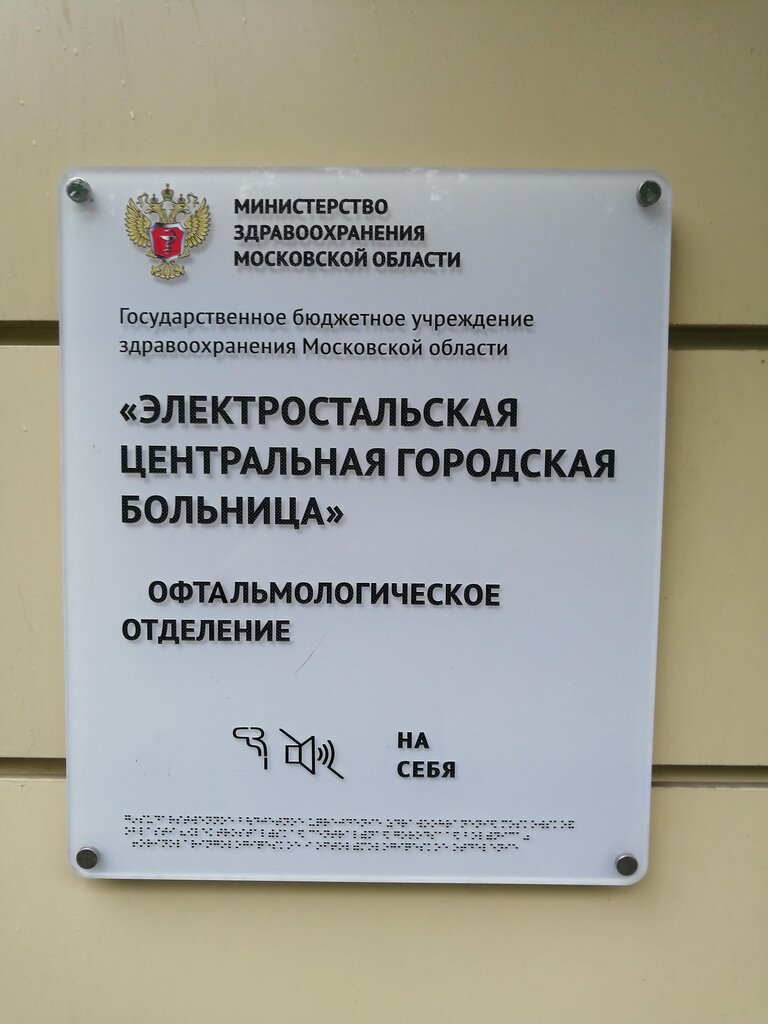 МИНИСТЕРСТВО
ЗДРАВООХРАНЕНИЯ
МОСКОВСКОЙ ОБЛАСТИ
Государственное бюджетное учреждение
здравоохранения Московской области
«ЭЛЕКТРОСТАЛЬСКАЯ
ЦЕНТРАЛЬНАЯ ГОРОДСКАЯ
БОЛЬНИЦА»
ОФТАЛЬМОЛОГИЧЕСКОЕ
ОТДЕЛЕНИЕ
НА
СЕБЯ